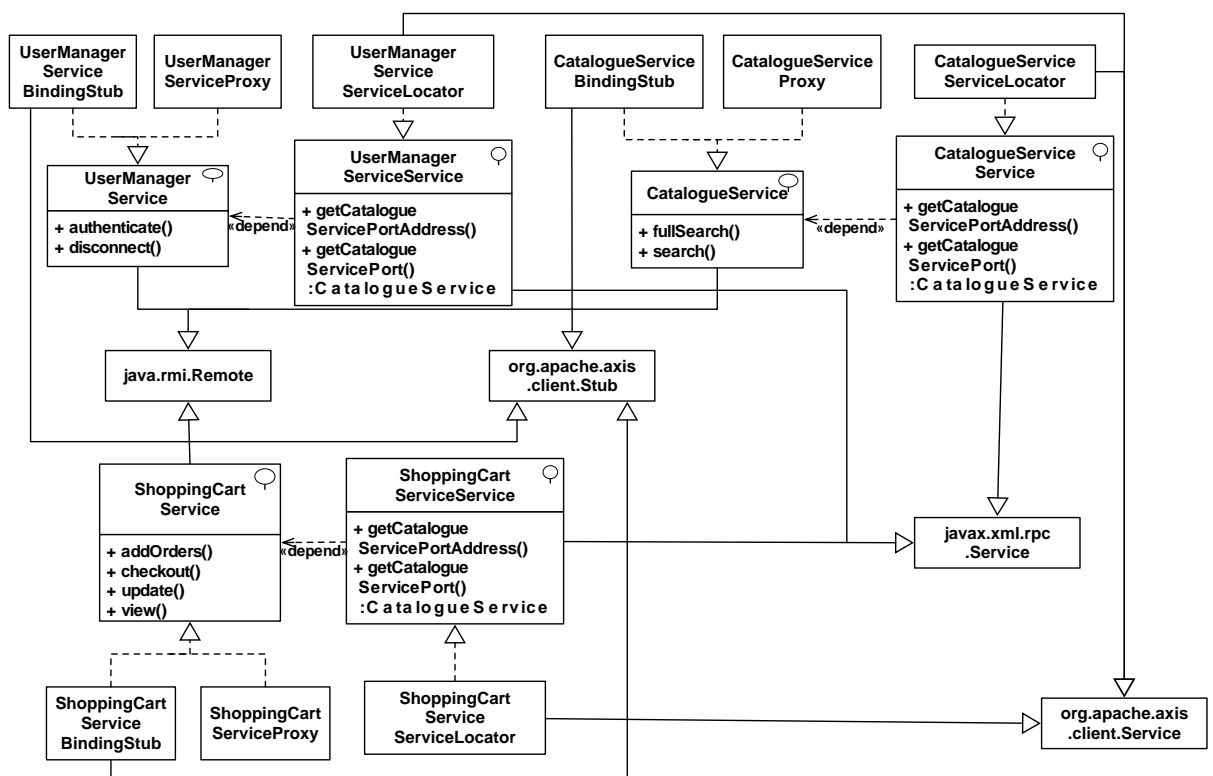 UserManager
Service
BindingStub
UserManager
ServiceProxy
UserManager
Service
ServiceLocator
CatalogueService
BindingStub
CatalogueService
Proxy
CatalogueService
ServiceLocator
UserManager
Service
+ authenticate()
+ disconnect()
«depend»
UserManager
ServiceService
+ getCatalogue
ServicePortAddress()
+ getCatalogue
ServicePort()
:CatalogueService
CatalogueService
+ fullSearch()
+ search()
«depend»
CatalogueService
Service
+ getCatalogue
ServicePortAddress()
+ getCatalogue
ServicePort()
:CatalogueService
java.rmi.Remote
org.apache.axis
.client.Stub
ShoppingCart
Service
+ addOrders()
+ checkout()
+ update()
+ view()
«depend»
ShoppingCart
ServiceService
+ getCatalogue
ServicePortAddress()
+ getCatalogue
ServicePort()
:CatalogueService
javax.xml.rpc
.Service
ShoppingCart
Service
BindingStub
ShoppingCart
ServiceProxy
ShoppingCart
Service
ServiceLocator
org.apache.axis
.client.Service